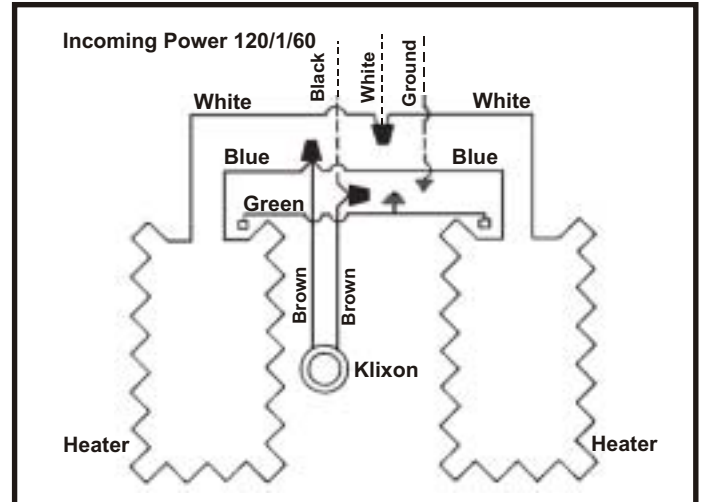 Incoming Power 120/1/60
Black
White
Ground
White
White
Blue
Blue
Green
Brown
Brown
Klixon
Heater
Heater